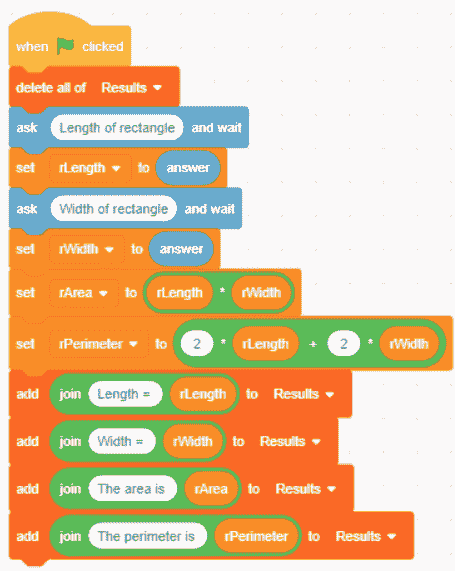 when clicked
delete all of Results
ask Length of rectangle and wait
set rLength to answer
ask Width of rectangle and wait
set rWidth to answer
set rArea to rLength * rWidth
set rPerimeter to 2 * rLength + 2 * rWidth
add join Length = rLength to Results
add join Width = rWidth to Results
add join The area is rArea to Results
add join The perimeter is rPerimeter to Results